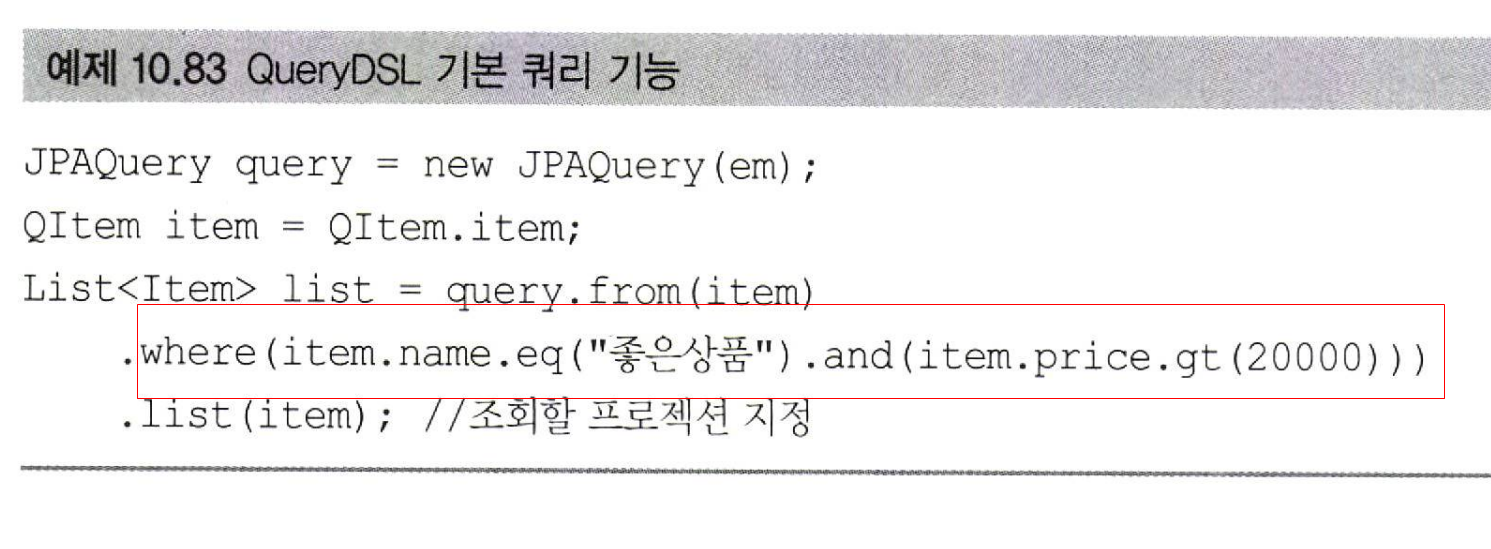 예제 10.83 QueryDSL 기본 쿼리 기능
JPAQuery query = new JPAQuery(em);
QItem item = QItem.item;
List<Item> list = query.from(item)
.where(item.name.eq("좋은상품").and(item.price.gt(20000)))
.list(item); //조회할 프로젝션 지정